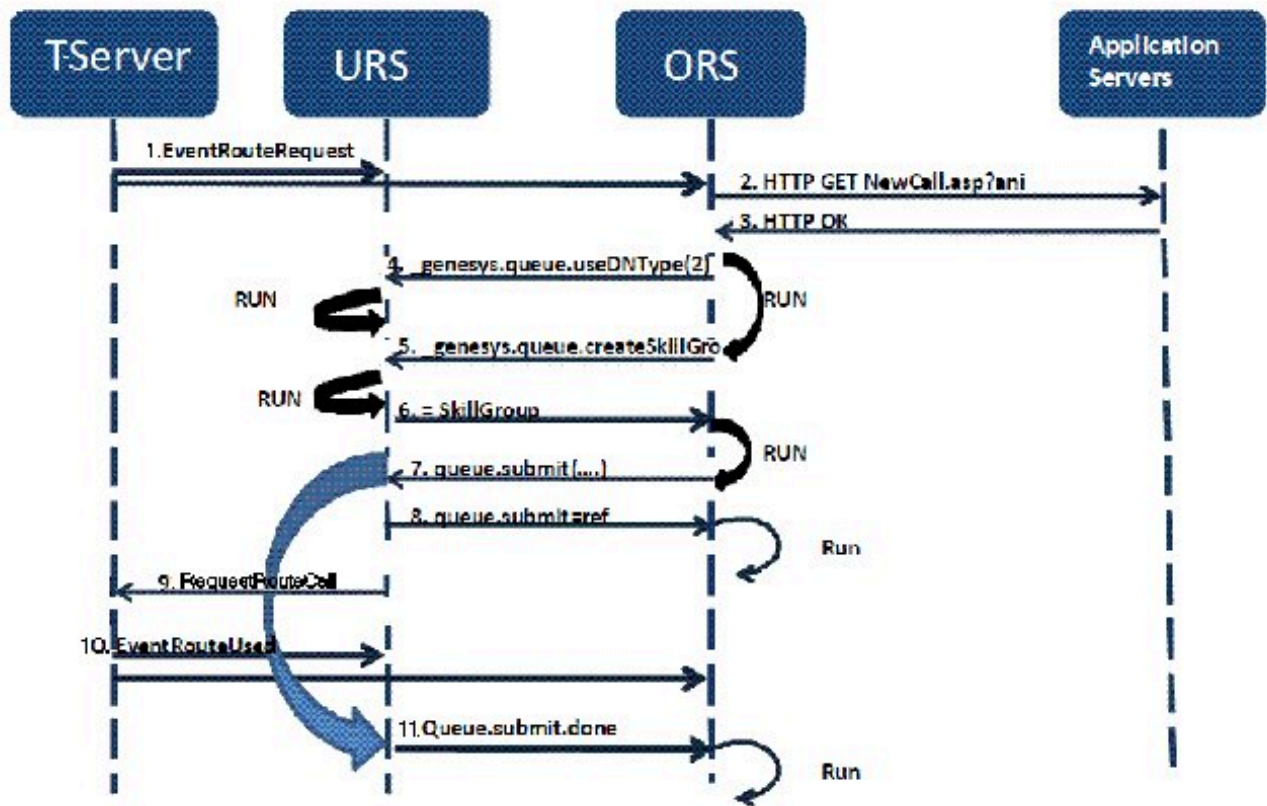 T-Server
URS
ORS
Application
Servers
1.EventRouteRequest
2. HTTP GET NewCall.asp?ani
3. HTTP OK
4. _genesys.queue.useDNType(2)
RUN
RUN
5. _genesys.queue.createSkillGro
RUN
6. = SkillGroup
RUN
7. queue.submit(....)
8. queue.submit=ref
Run
9. RequestRouteCall
10. EventRouteUsed
11.Queue.submit.done
Run